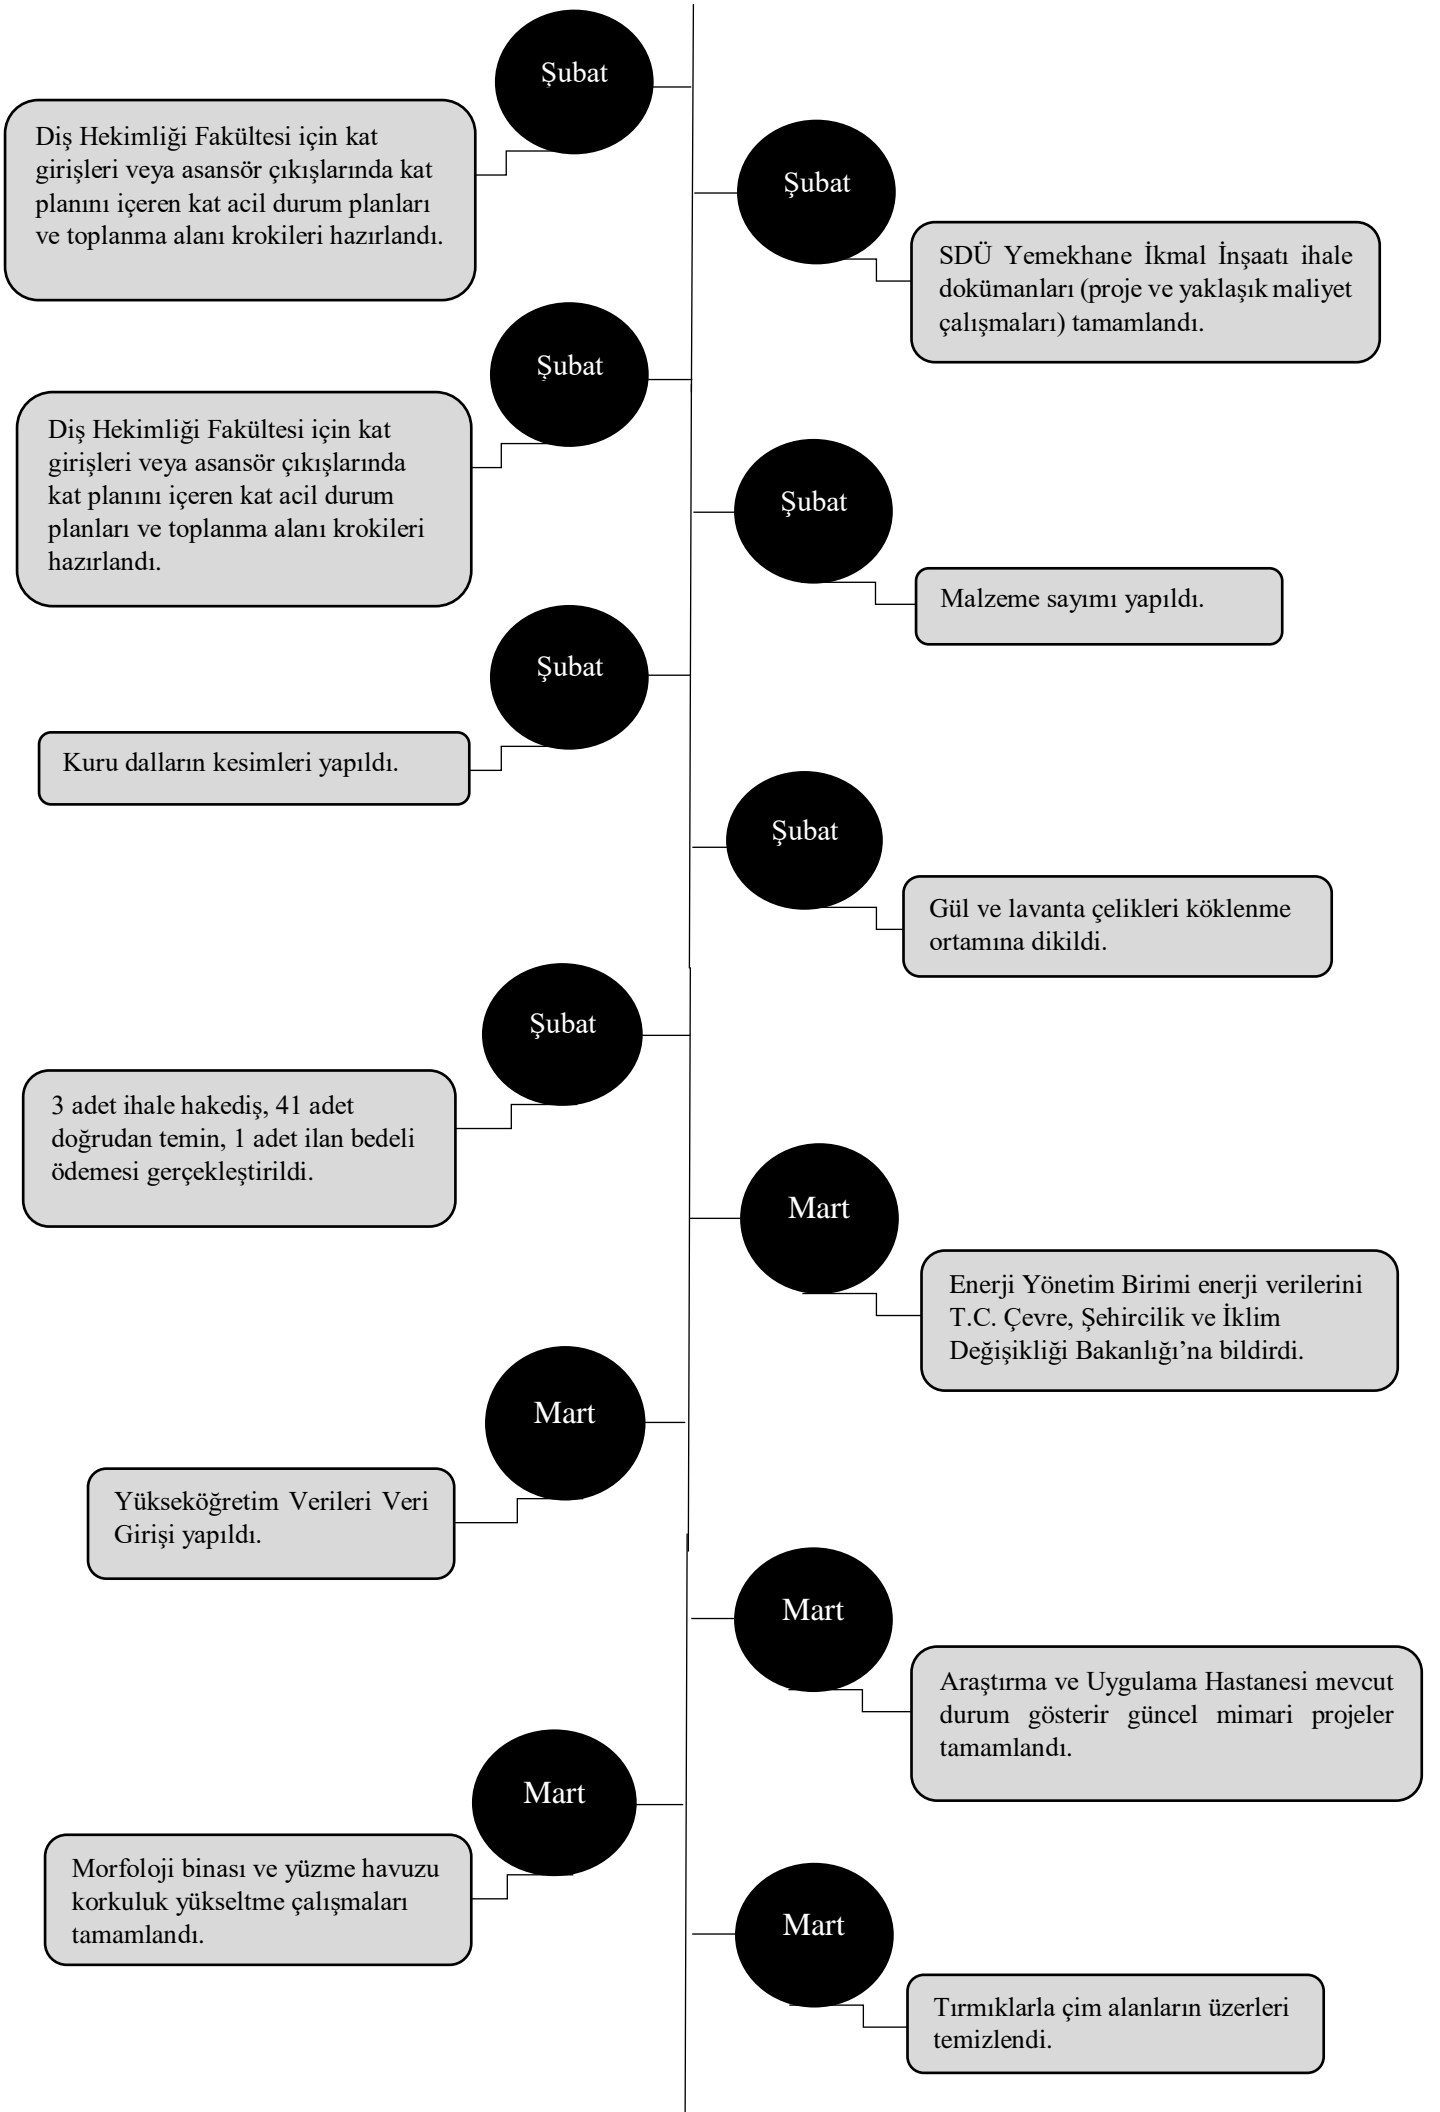 Şubat
Diş Hekimliği Fakültesi için kat
girişleri veya asansör çıkışlarında kat
planını içeren kat acil durum planları
ve toplanma alanı krokileri hazırlandı.
Şubat
SDÜ Yemekhane İkmal İnşaatı ihale
dokümanları (proje ve yaklaşık maliyet
çalışmaları) tamamlandı.
Şubat
Diş Hekimliği Fakültesi için kat
girişleri veya asansör çıkışlarında
kat planını içeren kat acil durum
planları ve toplanma alanı krokileri
hazırlandı.
Şubat
Malzeme sayımı yapıldı.
Şubat
Kuru dalların kesimleri yapıldı.
Şubat
Gül ve lavanta çelikleri köklenme
ortamına dikildi.
Şubat
3 adet ihale hakediş, 41 adet
doğrudan temin, 1 adet ilan bedeli
ödemesi gerçekleştirildi.
Mart
Enerji Yönetim Birimi enerji verilerini
T.C. Çevre, Şehircilik ve İklim
Değişikliği Bakanlığı’na bildirdi.
Mart
Yükseköğretim Verileri Veri
Girişi yapıldı.
Mart
Araştırma ve Uygulama Hastanesi mevcut
durum gösterir güncel mimari projeler
tamamlandı.
Mart
Morfoloji binası ve yüzme havuzu
korkuluk yükseltme çalışmaları
tamamlandı.
Mart
Tırmıklarla çim alanların üzerleri
temizlendi.